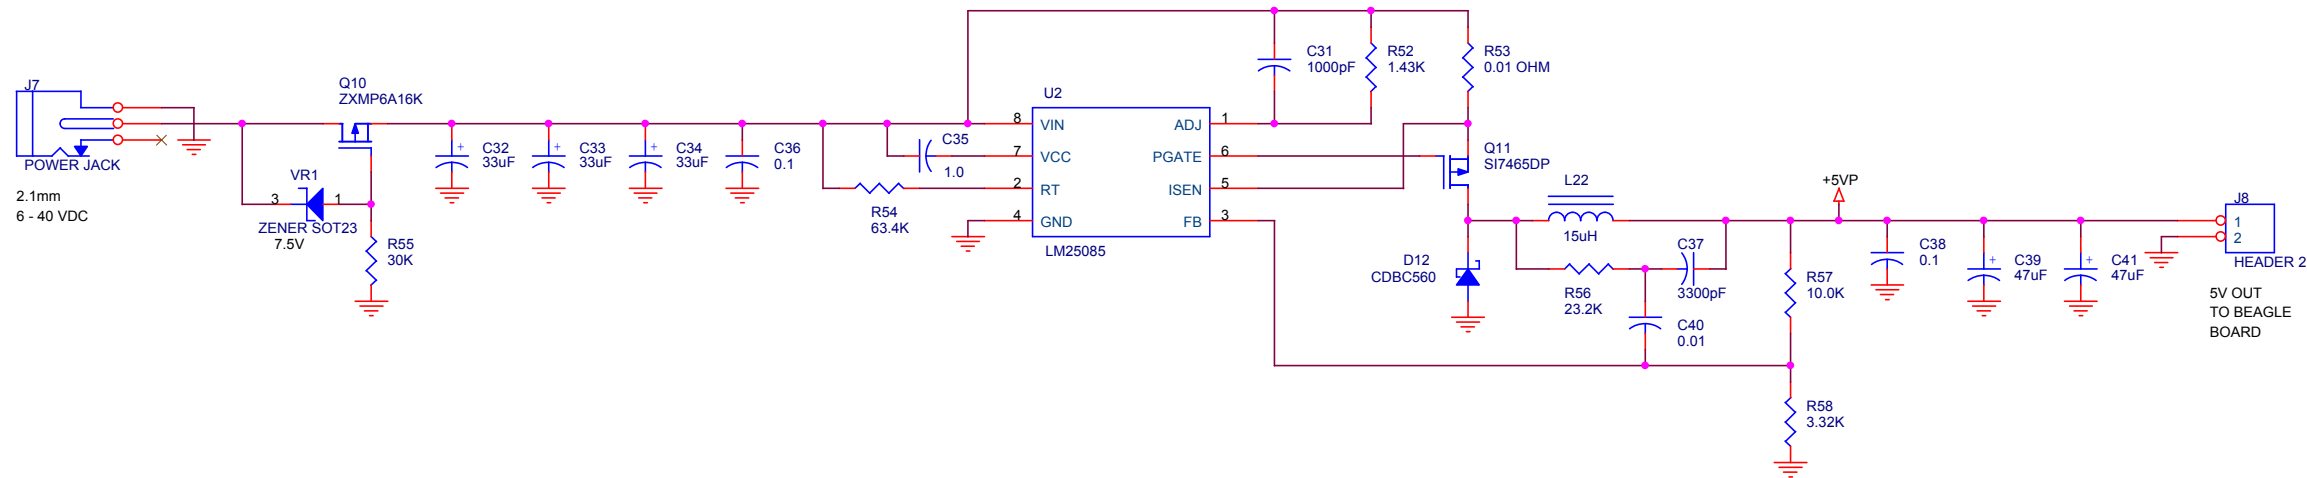 J7
POWER JACK
2.1mm
6 - 40 VDC
Q10
ZXMP6A16K
VR1
3
1
ZENER SOT23
7.5V
R55
30K
C32
33uF
C33
33uF
C34
33uF
C36
0.1
C35
1.0
R54
63.4K
U2
8
VIN
7
VCC
2
RT
4
GND
ADJ
1
PGATE
6
ISEN
5
FB
3
LM25085
C31
1000pF
R52
1.43K
R53
0.01 OHM
Q11
SI7465DP
D12
CDBC560
L22
15uH
R56
23.2K
C37
3300pF
C40
0.01
R57
10.0K
R58
3.32K
+5VP
C38
0.1
C39
47uF
C41
47uF
J8
1
2
HEADER 2
5V OUT
TO BEAGLE
BOARD